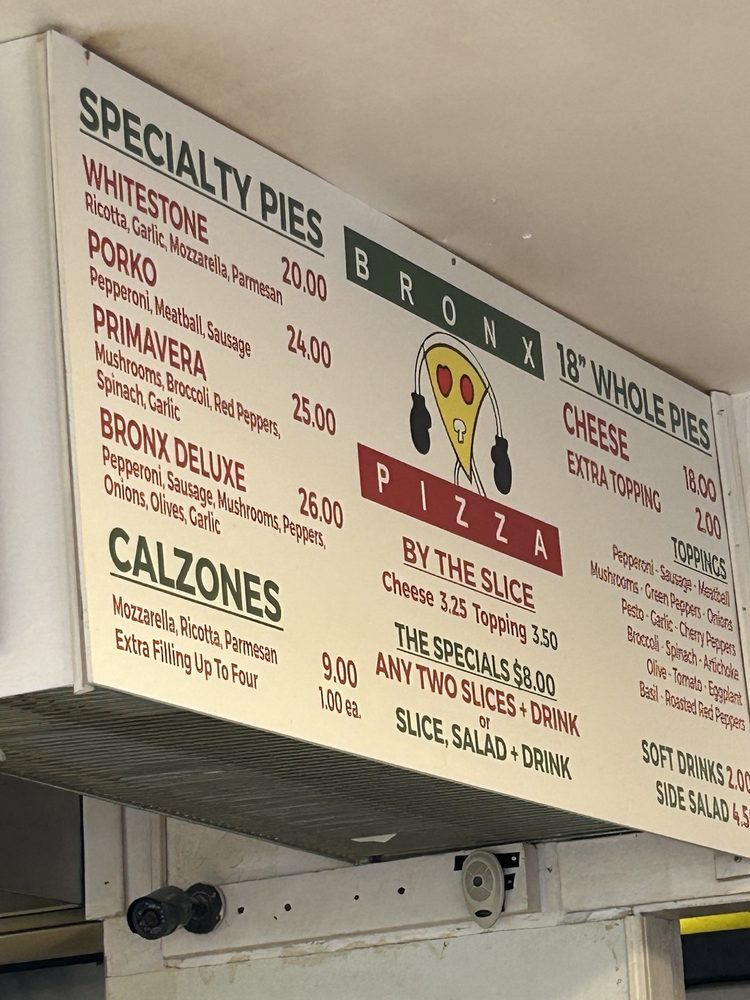 SPECIALTY PIES
WHITESTONE
Ricotta, Garlic, Mozzarella, Parmesan
20.00
PORKO
Pepperoni, Meatball, Sausage
24.00
PRIMAVERA
Mushrooms, Broccoli, Red Peppers,
Spinach, Garlic
25.00
BRONX DELUXE
Pepperoni, Sausage, Mushrooms, Peppers,
Onions, Olives, Garlic
26.00
CALZONES
Mozzarella, Ricotta, Parmesan
9.00
Extra Filling Up To Four
1.00 ea.
BRONX
PIZZA
BY THE SLICE
Cheese 3.25 Topping 3.50
THE SPECIALS $8.00
ANY TWO SLICES + DRINK
or
SLICE, SALAD + DRINK
18" WHOLE PIES
CHEESE
18.00
EXTRA TOPPING
2.00
TOPPINGS
Pepperoni - Sausage - Meatball
Mushrooms - Green Peppers - Onions
Pesto - Garlic - Cherry Peppers
Broccoli - Spinach - Artichoke
Olive - Tomato - Eggplant
Basil - Roasted Red Peppers
SOFT DRINKS 2.00
SIDE SALAD